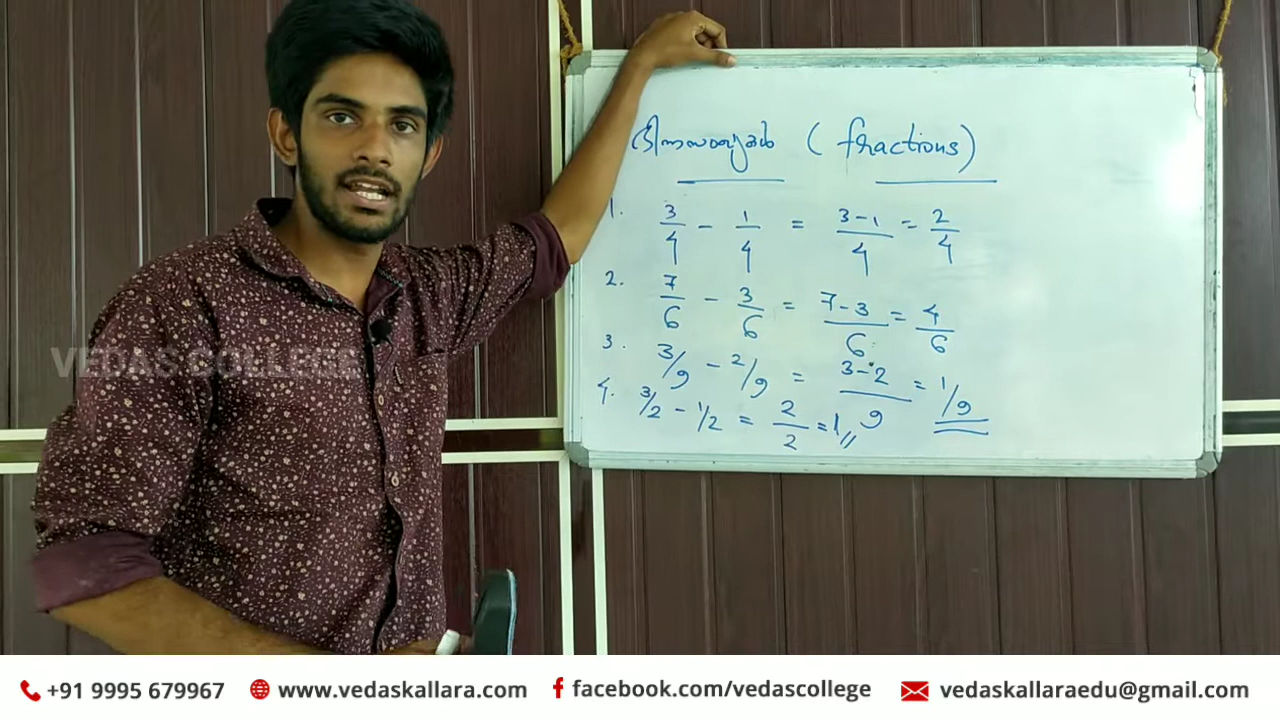 ഭിന്നസംഖ്യകൾ (fractions)
1. 3/4 - 1/4 = 3-1/4 = 2/4
2. 7/6 - 3/6 = 7-3/6 = 4/6
3. 3/9 - 2/9 = 3-2/9 = 1/9
4. 3/2 - 1/2 = 2/2 = 1
VEDAS COLLEGE
+91 9995 679967 www.vedaskallara.com facebook.com/vedascollege vedaskallaraedu@gmail.com